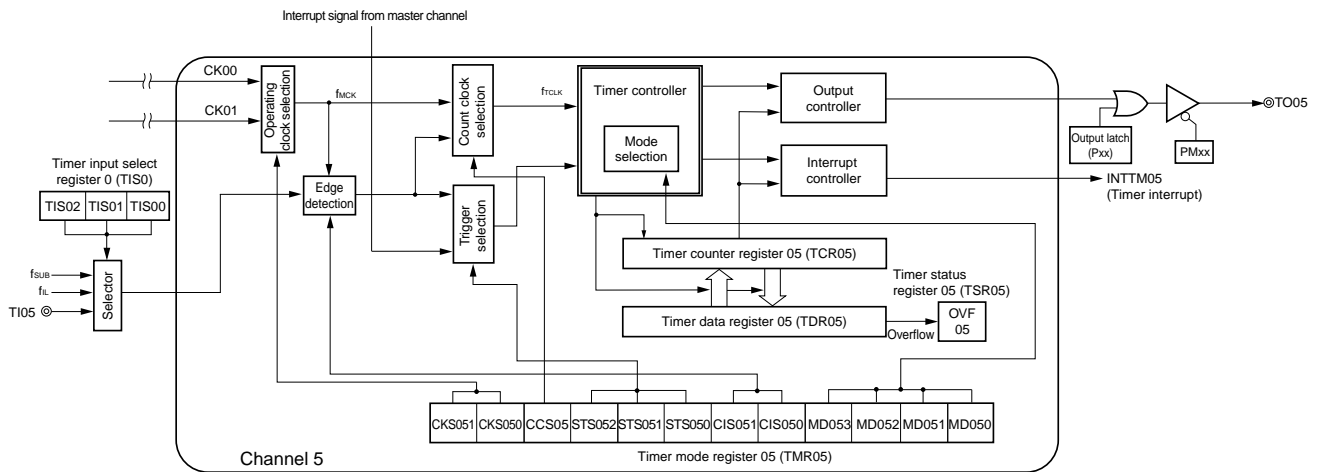 Interrupt signal from master channel
CK00
CK01
Operating
clock selection
fMCK
Count clock
selection
fTCLK
Timer controller
Mode
selection
Output
controller
Interrupt
controller
TO05
Output latch
(Pxx)
PMxx
INTTM05
(Timer interrupt)
Timer input select
register 0 (TIS0)
TIS02 TIS01 TIS00
Edge
detection
Trigger
selection
fSUB
fIL
TI05
Selector
Timer counter register 05 (TCR05)
Timer status
register 05 (TSR05)
Timer data register 05 (TDR05)
Overflow
OVF
05
CKS051 CKS050 CCS05 STS052 STS051 STS050 CIS051 CIS050 MD053 MD052 MD051 MD050
Timer mode register 05 (TMR05)
Channel 5